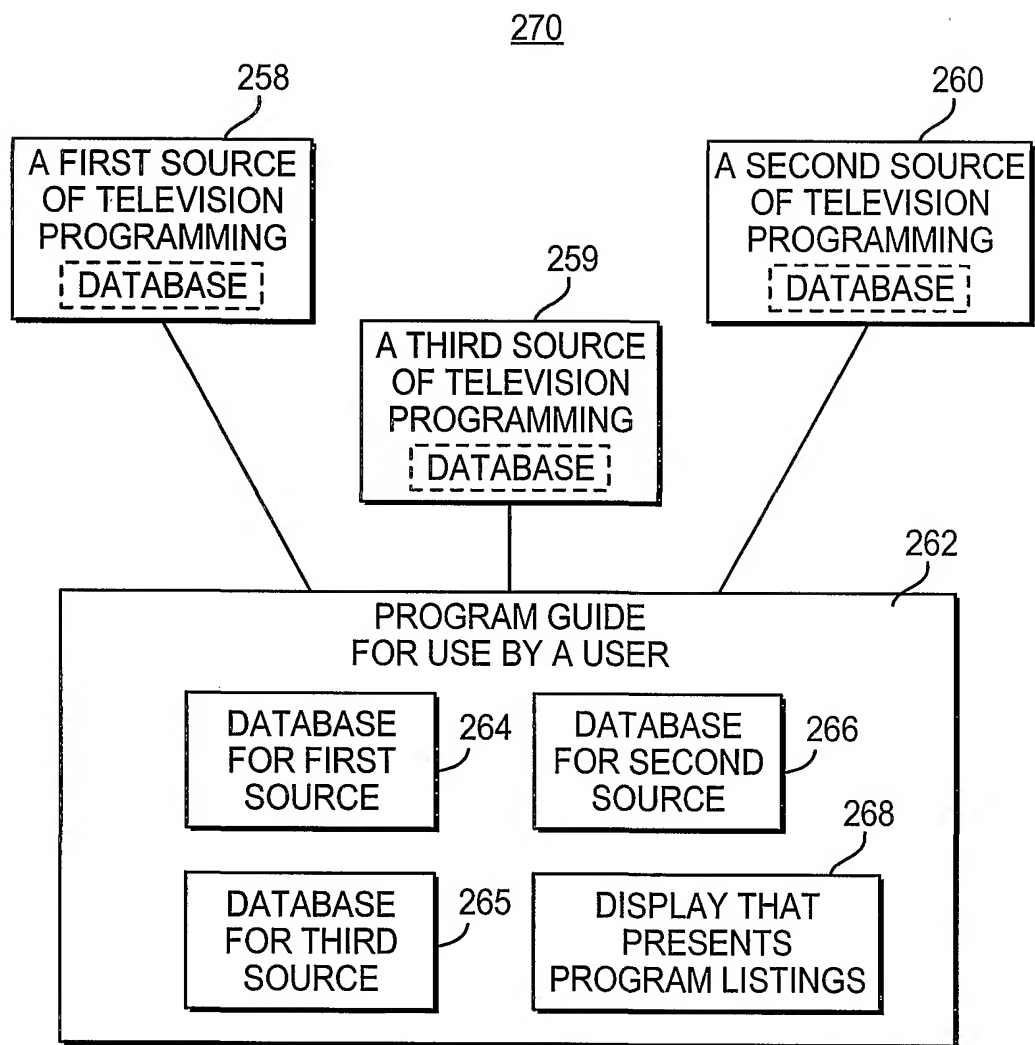 270
258
260
A FIRST SOURCE
OF TELEVISION
PROGRAMMING
DATABASE
A SECOND SOURCE
OF TELEVISION
PROGRAMMING
DATABASE
259
A THIRD SOURCE
OF TELEVISION
PROGRAMMING
DATABASE
262
PROGRAM GUIDE
FOR USE BY A USER
DATABASE
FOR FIRST
SOURCE
264
DATABASE
FOR SECOND
SOURCE
266
268
DATABASE
FOR THIRD
SOURCE
265
DISPLAY THAT
PRESENTS
PROGRAM LISTINGS